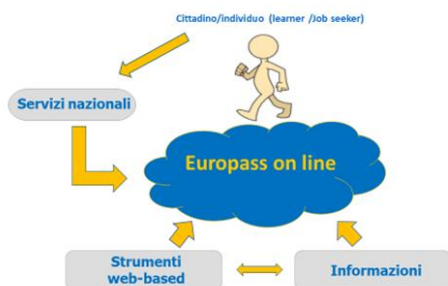 Cittadino/individuo (learner /Job seeker)
Servizi nazionali
Europass on line
Strumenti
web-based
Informazioni